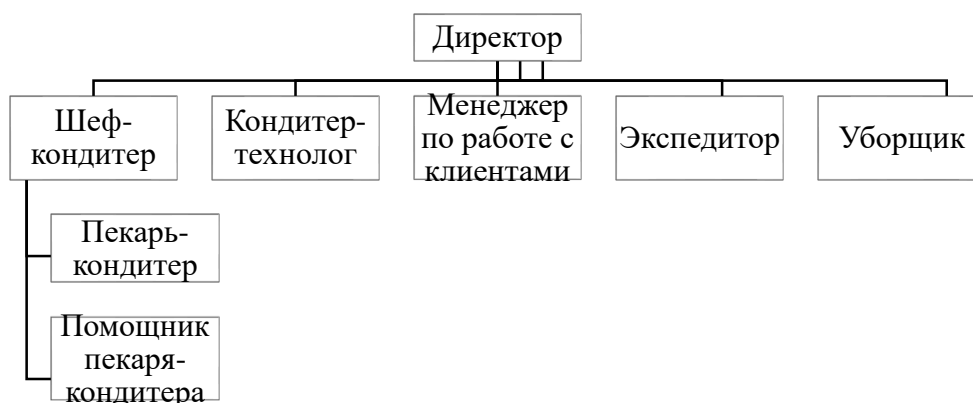 Директор
Шеф-
кондитер
Кондитер-
технолог
Менеджер
по работе с
клиентами
Экспедитор
Уборщик
Пекарь-
кондитер
Помощник
пекаря-
кондитера